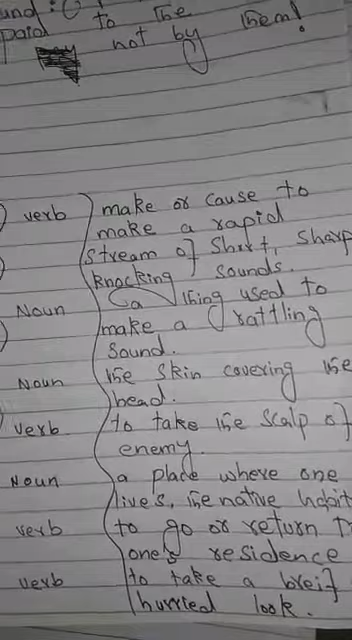 und to the
paid not by them!
verb make or cause to
make a rapid
stream of short, sharp
knocking sounds.
Noun a thing used to
make a rattling
sound.
Noun the skin covering the
head.
verb to take the scalp of
enemy.
Noun a place where one
lives, the native habit
verb to go or return to
one's residence
verb to take a breif
hurried look.